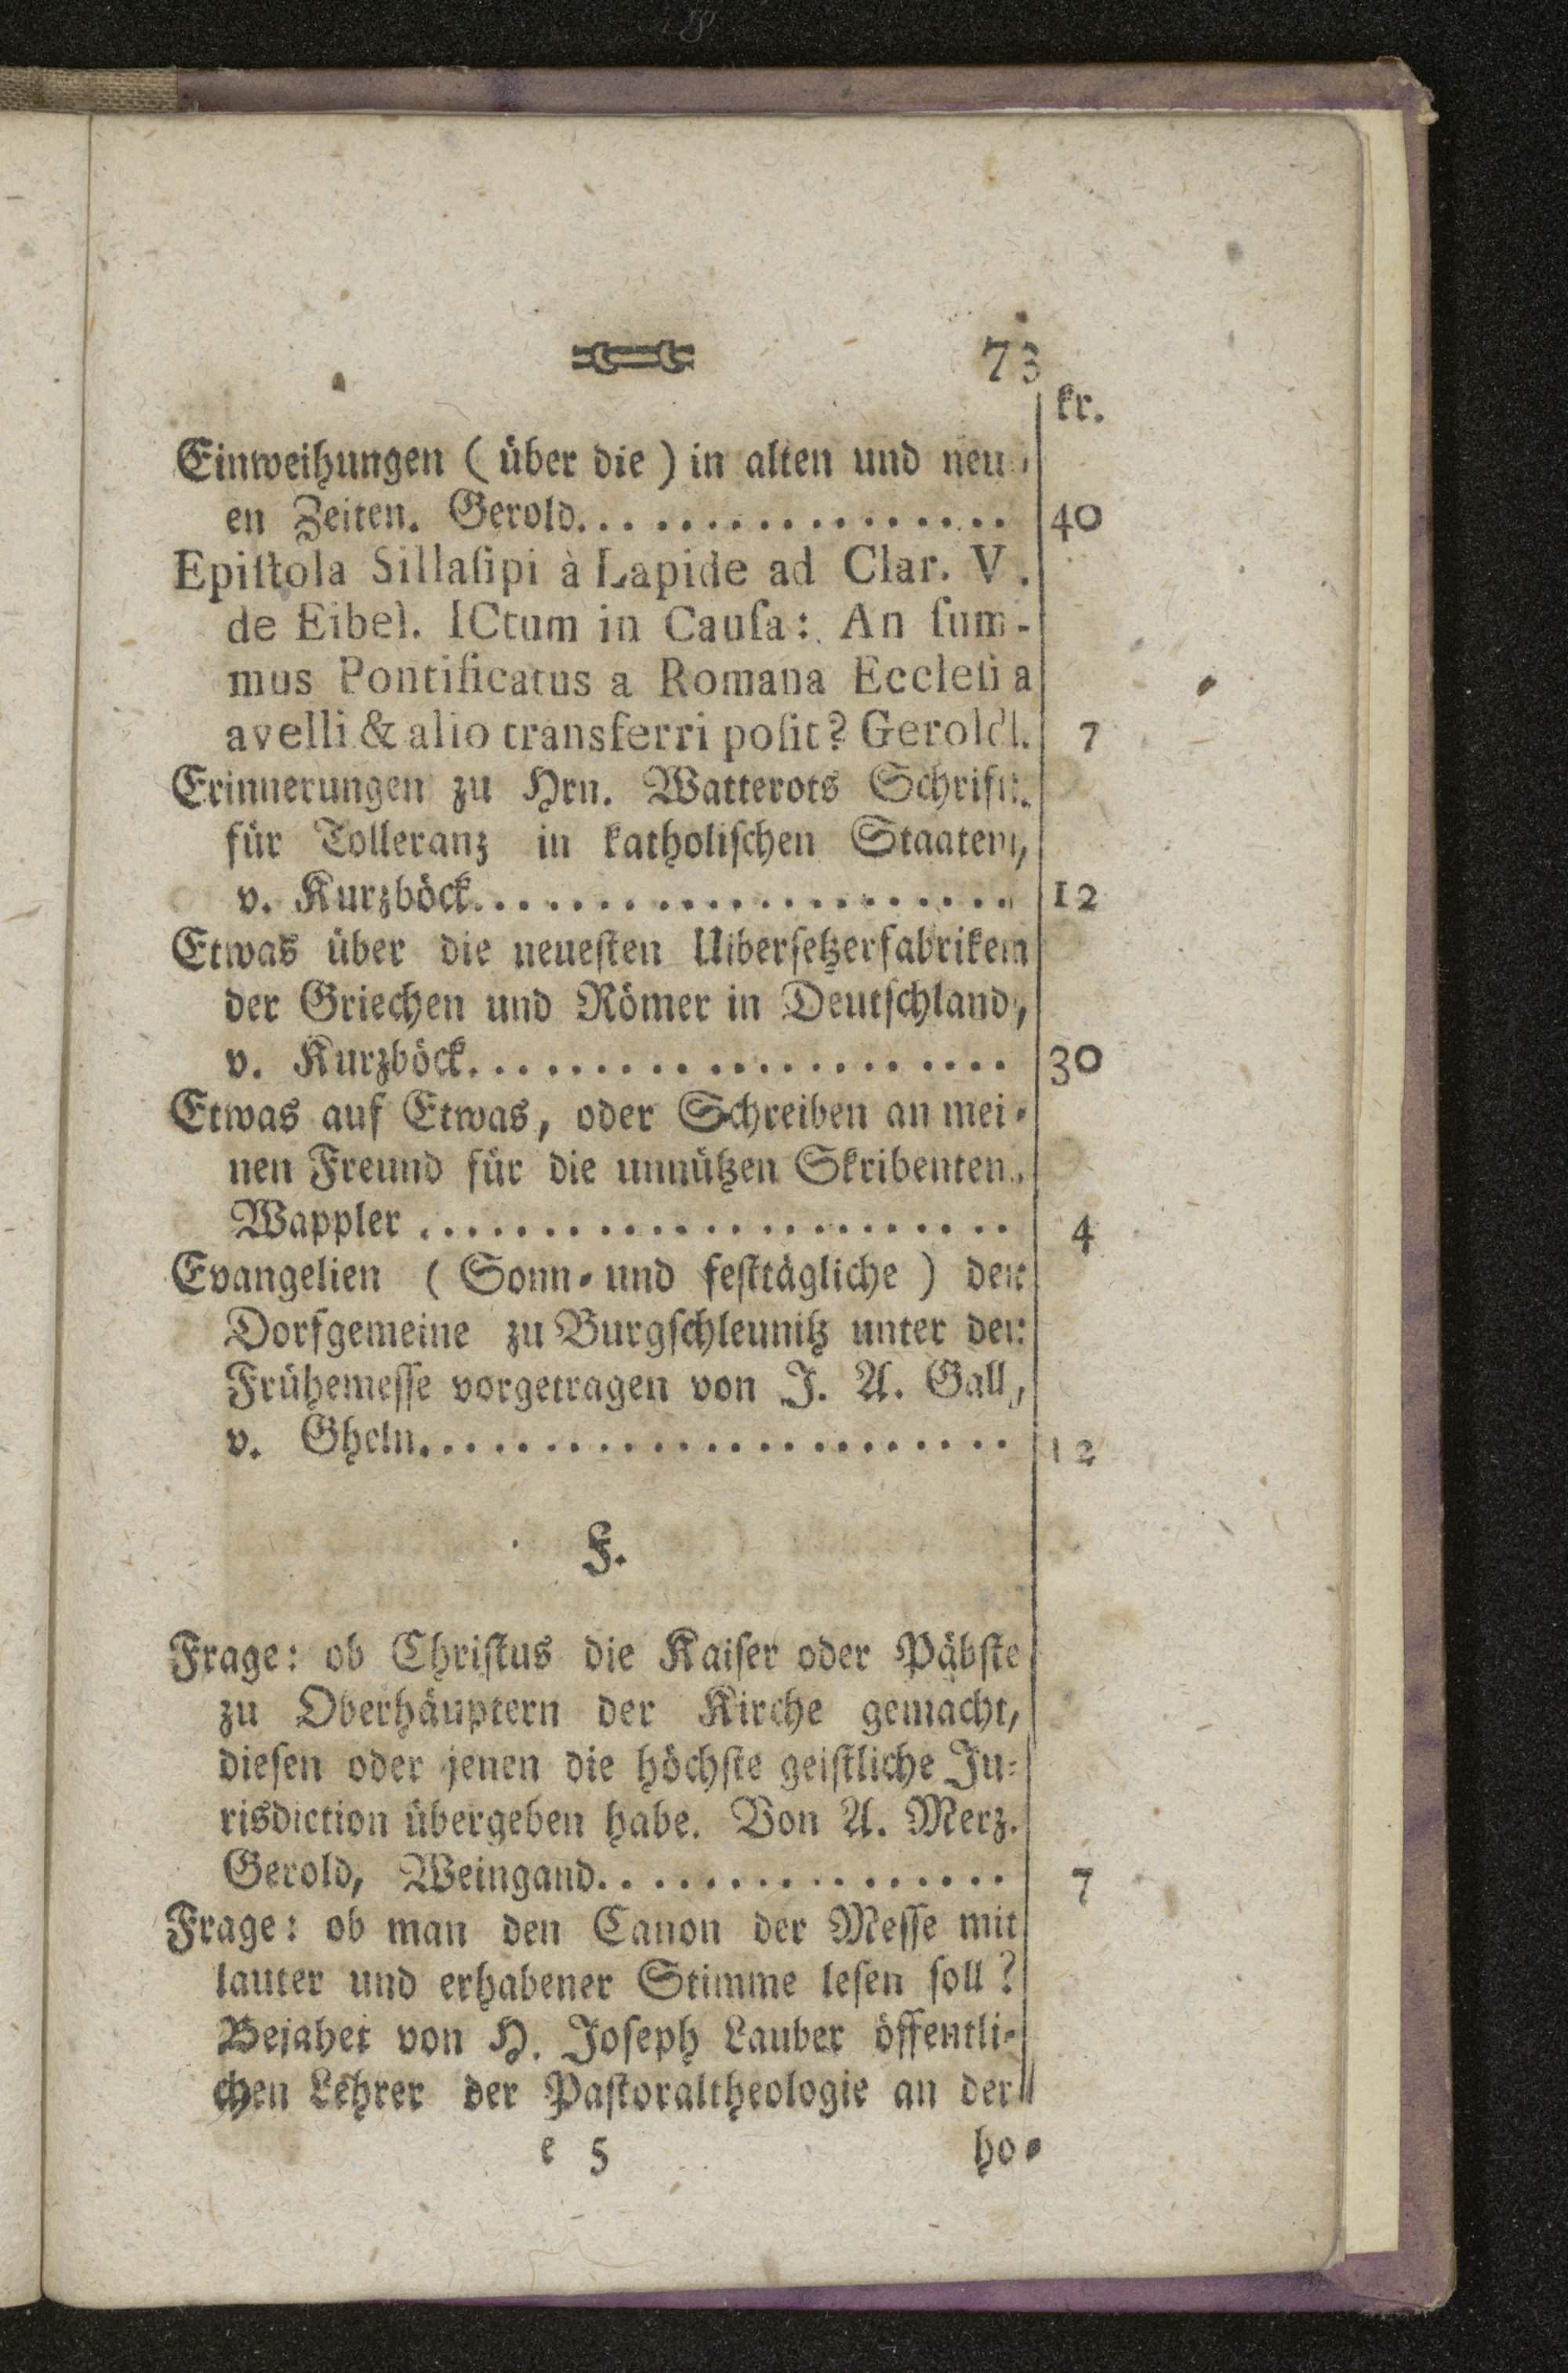 73
kr.
Einweihungen (über die) in alten und neu-
en Zeiten. Gerold................. 40
Epiſtola Sillaſipi à Lapide ad Clar. V.
de Eibel. ICtum in Cauſa: An ſum-
mus Pontificatus a Romana Eccleſia
avelli & alio transferri poſit? Geroldl. 7
Erinnerungen zu Hrn. Watterots Schrift.
für Tolleranz in katholiſchen Staaten,
v. Kurzböck...................... 12
Etwas über die neueſten Uiberſetzerfabriken
der Griechen und Römer in Deutſchland,
v. Kurzböck...................... 30
Etwas auf Etwas, oder Schreiben an mei-
nen Freund für die unnützen Skribenten.
Wappler ........................ 4
Evangelien (Sonn- und feſttägliche) der
Dorfgemeine zu Burgſchleunitz unter der
Frühemeſſe vorgetragen von J. A. Gall,
v. Gheln........................ 12
F.
Frage: ob Chriſtus die Kaiſer oder Päbſte
zu Oberhäuptern der Kirche gemacht,
dieſen oder jenen die höchſte geiſtliche Ju-
risdiction übergeben habe. Von A. Merz.
Gerold, Weingand................. 7
Frage: ob man den Canon der Meſſe mit
lauter und erhabener Stimme leſen ſoll?
Bejahet von H. Joſeph Lauber öffentli-
chen Lehrer der Paſtoraltheologie an der
e 5 ho-